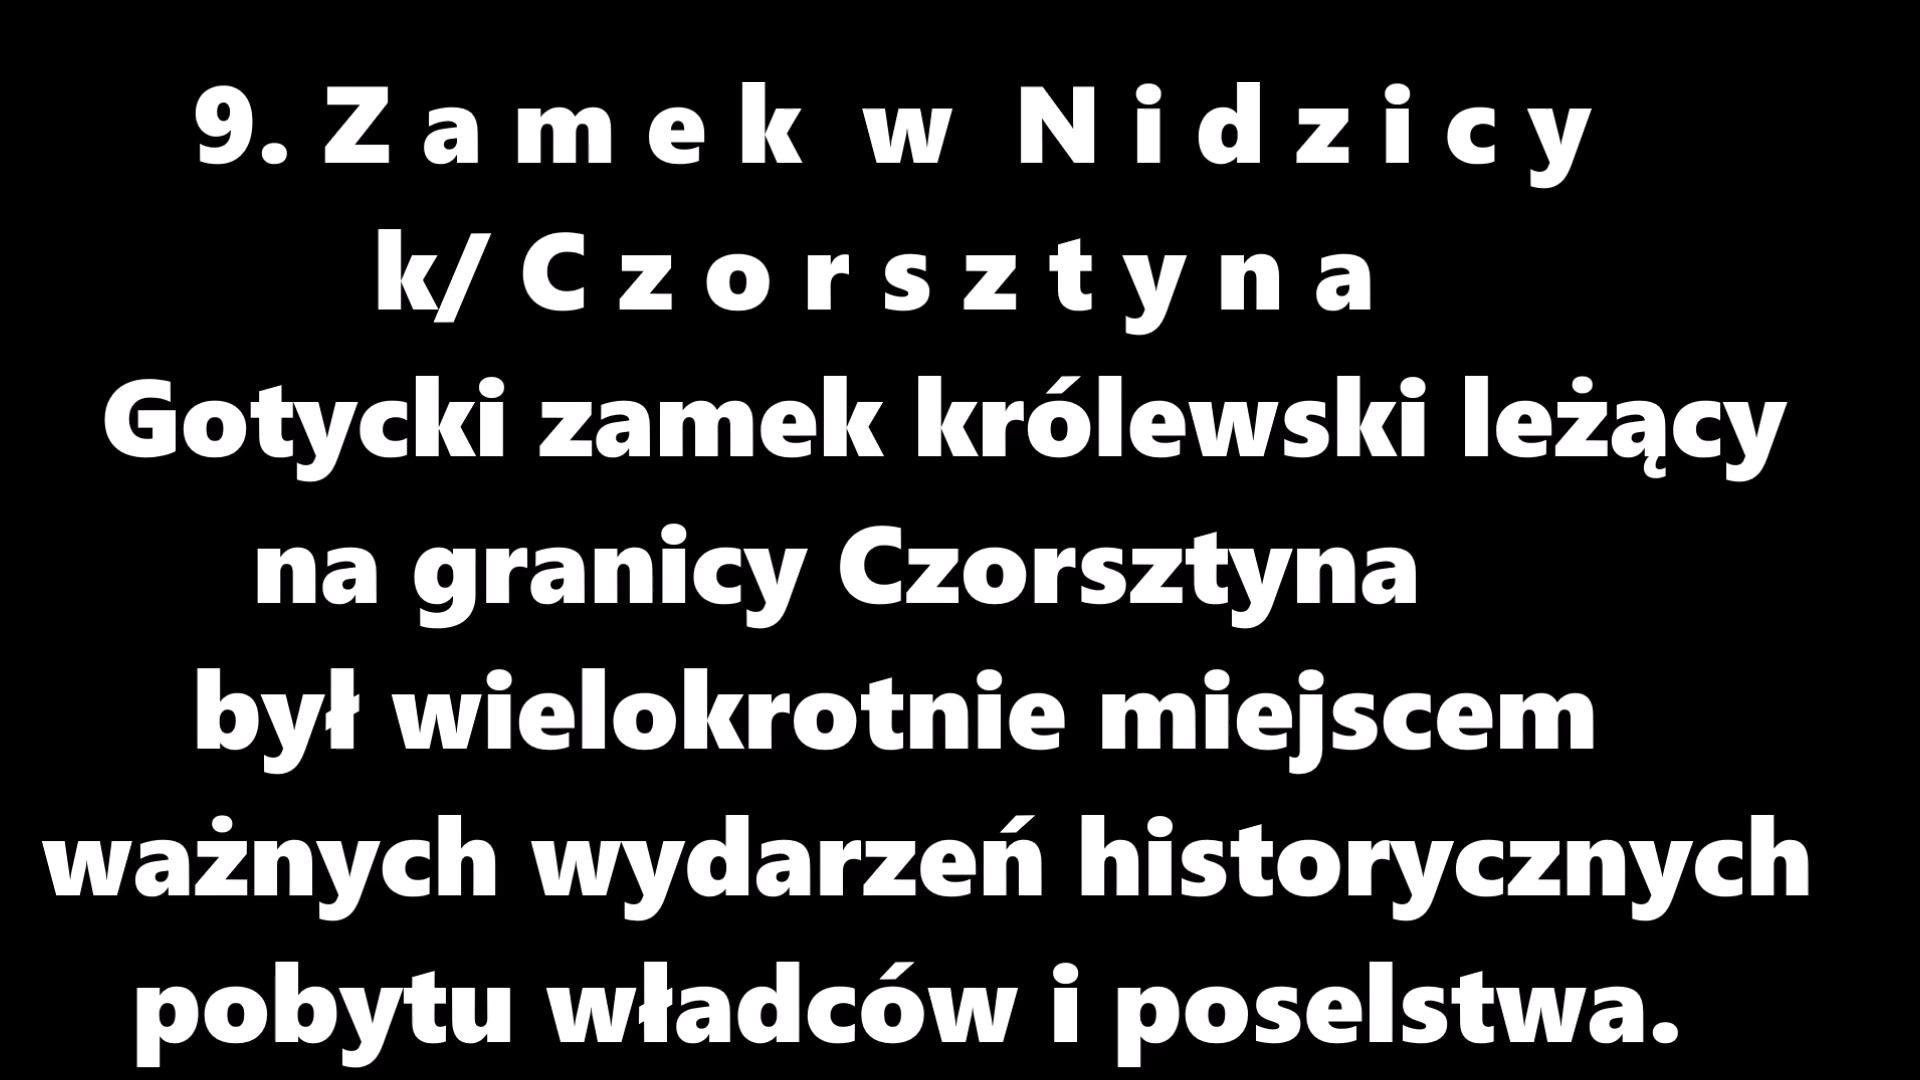 9. Z a m e k w N i d z i c y
k/ C z o r s z t y n a
Gotycki zamek królewski leżący
na granicy Czorsztyna
był wielokrotnie miejscem
ważnych wydarzeń historycznych
pobytu władców i poselstwa.